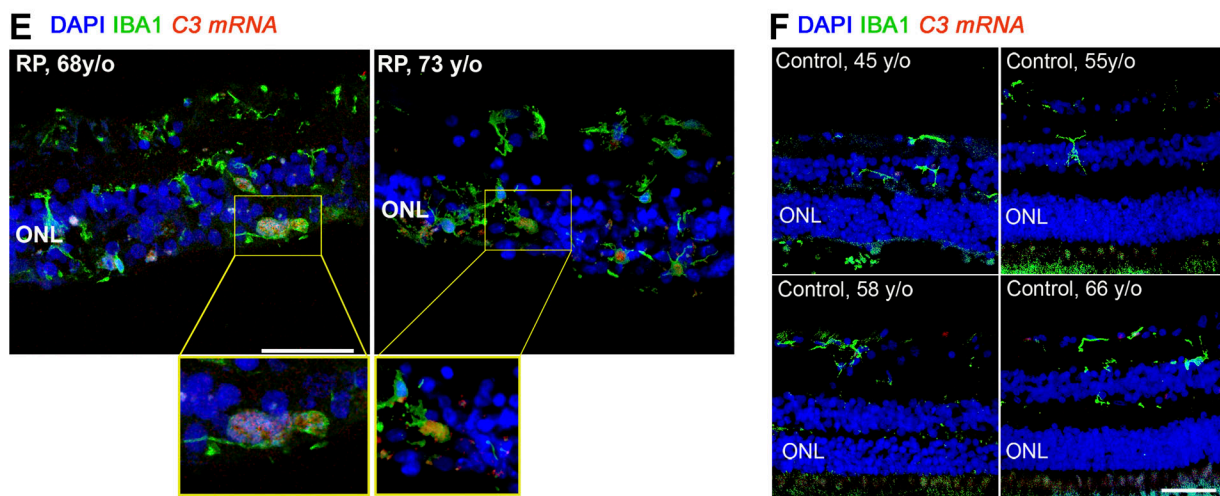 E DAPI IBA1 C3 mRNA
RP, 68y/o
RP, 73 y/o
ONL
ONL
F DAPI IBA1 C3 mRNA
Control, 45 y/o
Control, 55y/o
ONL
ONL
Control, 58 y/o
Control, 66 y/o
ONL
ONL